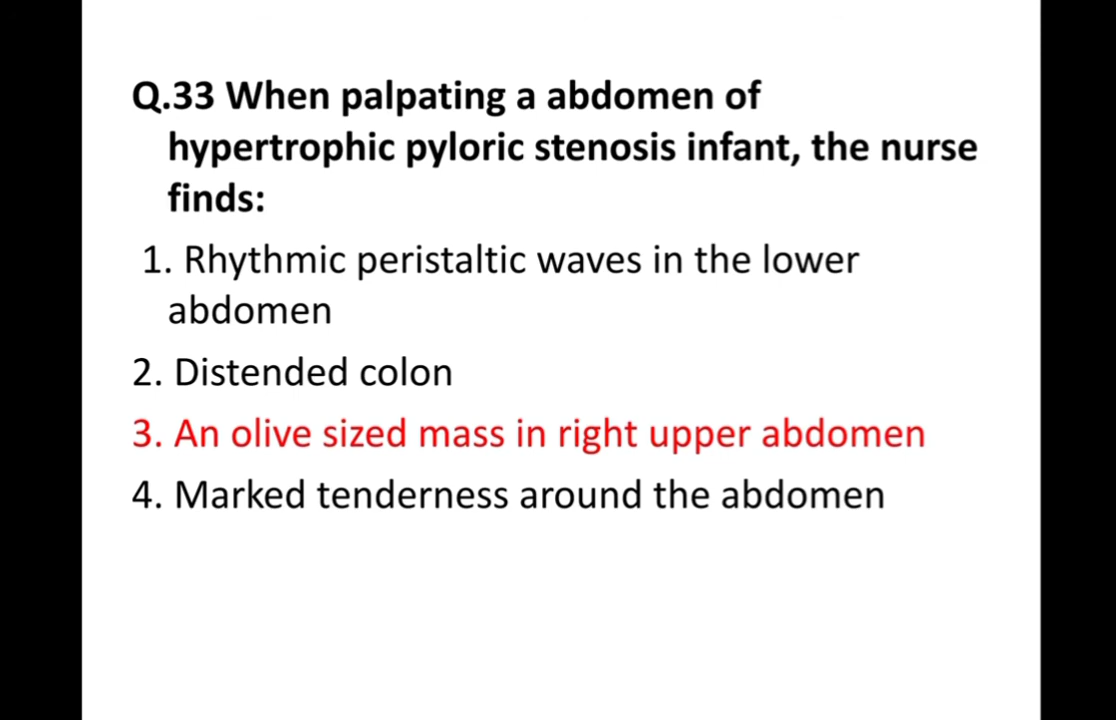 Q.33 When palpating a abdomen of
hypertrophic pyloric stenosis infant, the nurse
finds:
1. Rhythmic peristaltic waves in the lower
abdomen
2. Distended colon
3. An olive sized mass in right upper abdomen
4. Marked tenderness around the abdomen